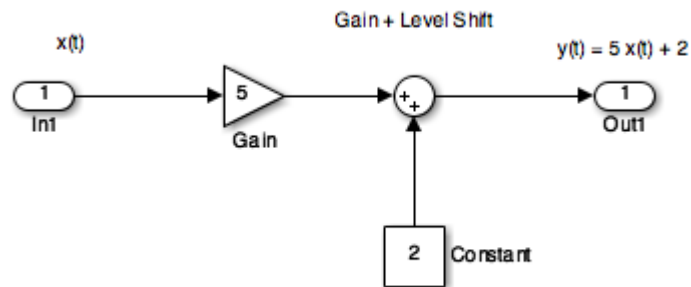 Gain + Level Shift
x(t)
y(t) = 5 x(t) + 2
1
5
++
1
In1
Out1
Gain
2
Constant